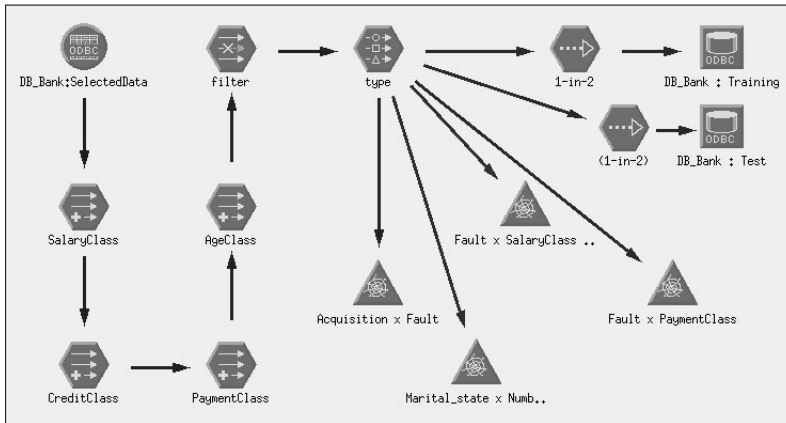 ODBC
DB_Bank:SelectedData
filter
type
1-in-2
ODBC
DB_Bank : Training
(1-in-2)
ODBC
DB_Bank : Test
SalaryClass
AgeClass
Fault x SalaryClass ..
Acquisition x Fault
Fault x PaymentClass
CreditClass
PaymentClass
Marital_state x Numb..